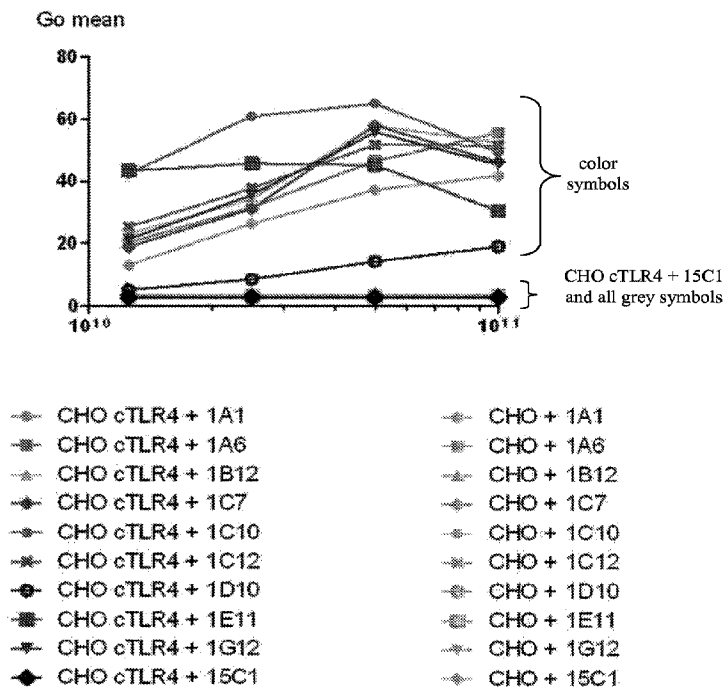 Go mean
80
60
40
20
0
10¹⁰
10¹¹
color
symbols
CHO cTLR4 + 15C1
and all grey symbols
CHO cTLR4 + 1A1
CHO cTLR4 + 1A6
CHO cTLR4 + 1B12
CHO cTLR4 + 1C7
CHO cTLR4 + 1C10
CHO cTLR4 + 1C12
CHO cTLR4 + 1D10
CHO cTLR4 + 1E11
CHO cTLR4 + 1G12
CHO cTLR4 + 15C1
CHO + 1A1
CHO + 1A6
CHO + 1B12
CHO + 1C7
CHO + 1C10
CHO + 1C12
CHO + 1D10
CHO + 1E11
CHO + 1G12
CHO + 15C1